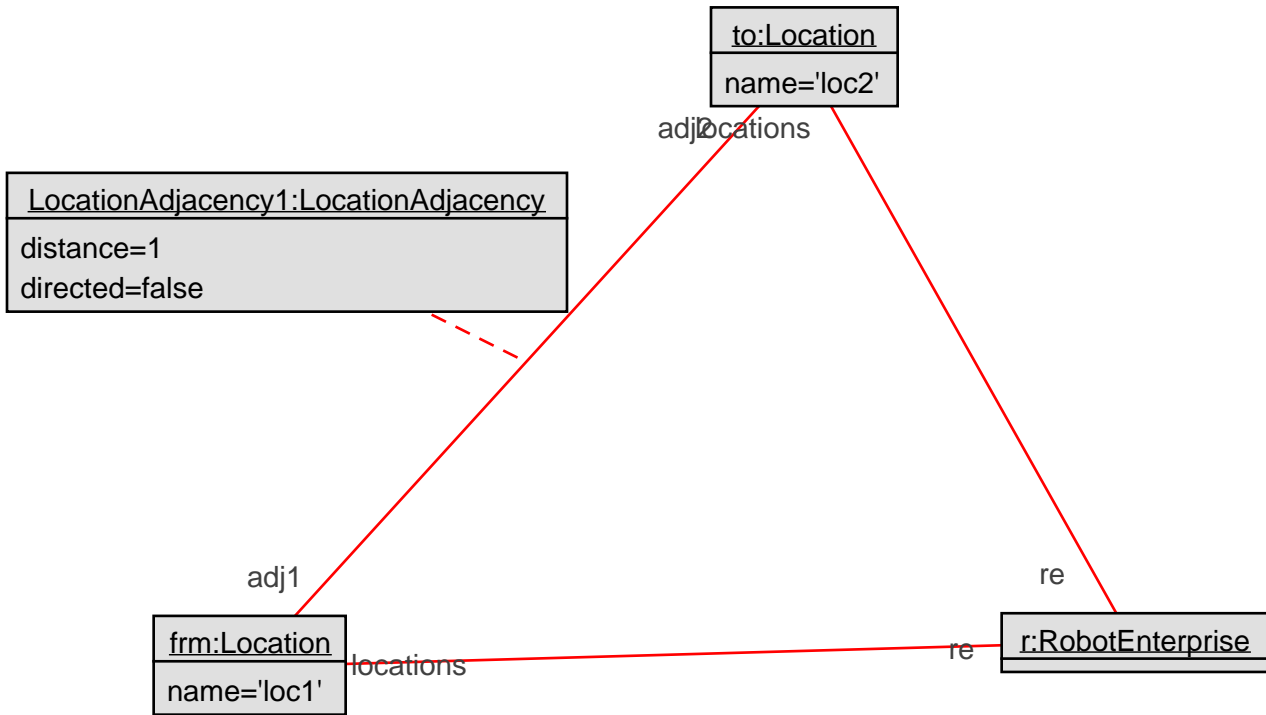 to:Location
name='loc2'
adj2
locations
LocationAdjacency1:LocationAdjacency
distance=1
directed=false
adj1
re
frm:Location
name='loc1'
locations
re
r:RobotEnterprise